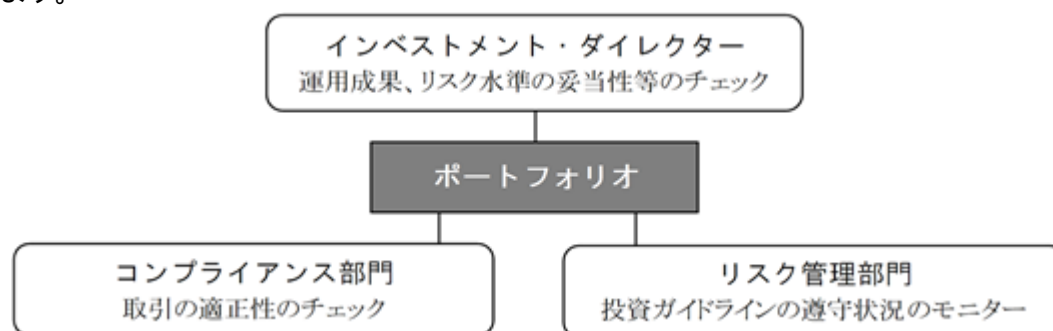 ます。
インベストメント・ダイレクター
運用成果、リスク水準の妥当性等のチェック
ポートフォリオ
コンプライアンス部門
取引の適正性のチェック
リスク管理部門
投資ガイドラインの遵守状況のモニター